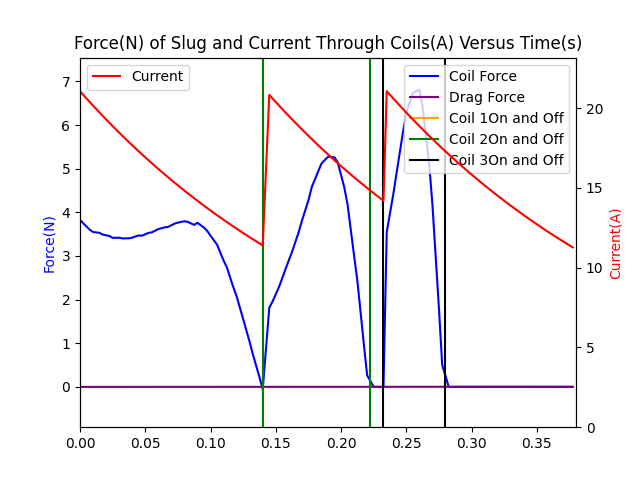 Force(N) of Slug and Current Through Coils(A) Versus Time(s)
Current
Coil Force
Drag Force
Coil 1On and Off
Coil 2On and Off
Coil 3On and Off
Force(N)
7
6
5
4
3
2
1
0
Current(A)
20
15
10
5
0
0.00 0.05 0.10 0.15 0.20 0.25 0.30 0.35